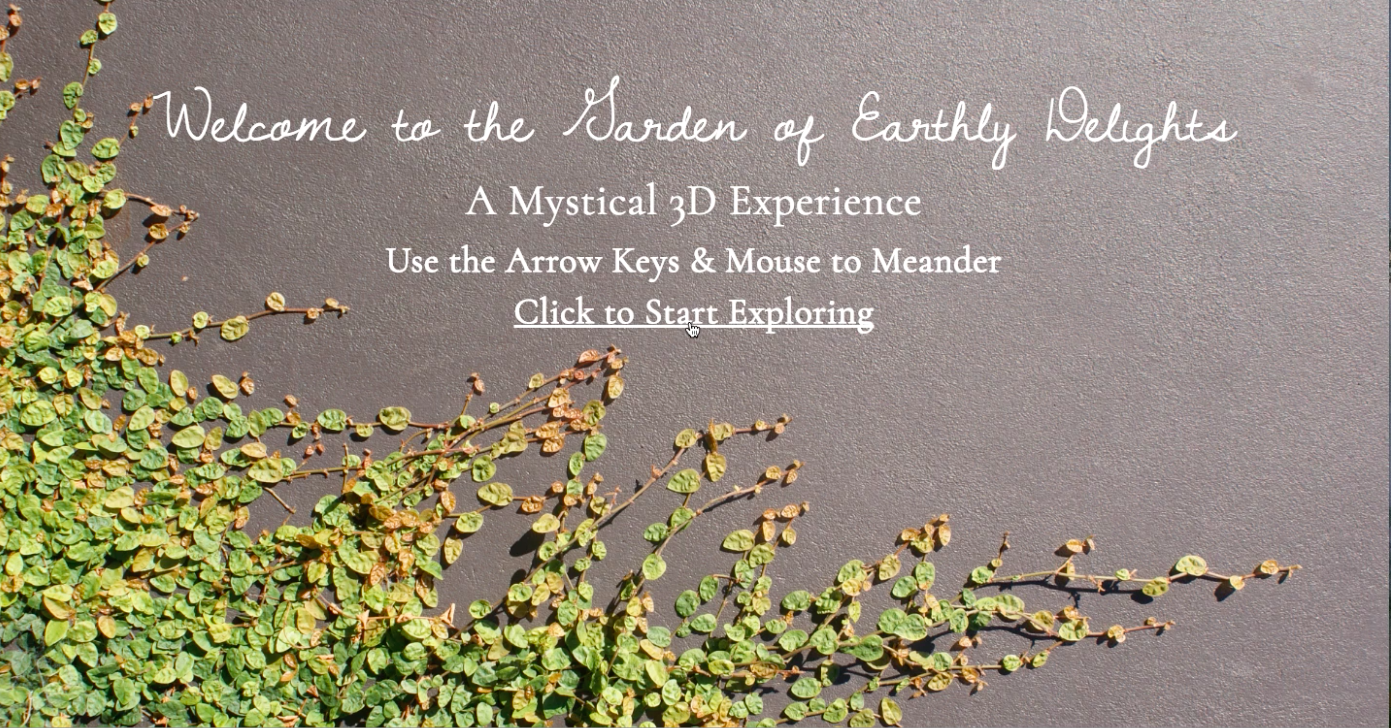 Welcome to the Garden of Earthly Delights
A Mystical 3D Experience
Use the Arrow Keys & Mouse to Meander
Click to Start Exploring